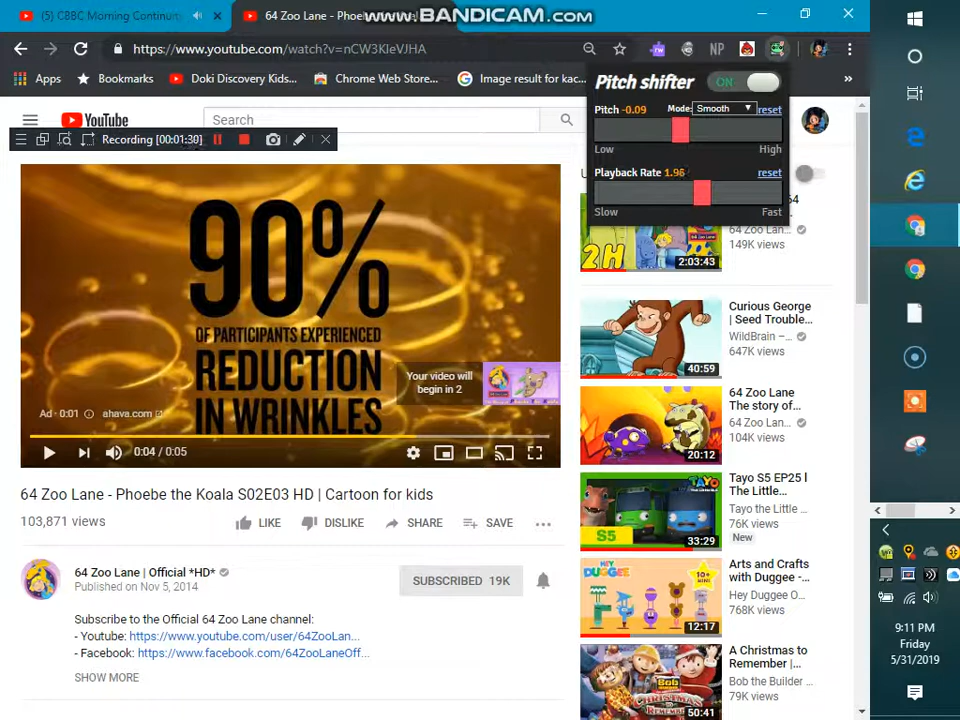 (5) CBBC Morning Continuin
64 Zoo Lane - Phoebe
www.BANDICAM.com
https://www.youtube.com/watch?v=nCW3KIeVJHA
NP
Apps
Bookmarks
Doki Discovery Kids...
Chrome Web Store...
Image result for kac...
»
Pitch shifter
ON
Pitch -0.09
Mode:
Smooth
reset
Low
High
Playback Rate 1.96
reset
Slow
Fast
YouTube
Search
Recording [00:01:30]
90%
OF PARTICIPANTS EXPERIENCED
REDUCTION
IN WRINKLES
Your video will
begin in 2
Ad · 0:01
ahava.com
0:04 / 0:05
64 Zoo Lane - Phoebe the Koala S02E03 HD | Cartoon for kids
103,871 views
LIKE
DISLIKE
SHARE
SAVE
64 Zoo Lane | Official *HD*
Published on Nov 5, 2014
SUBSCRIBED 19K
Subscribe to the Official 64 Zoo Lane channel:
- Youtube: https://www.youtube.com/user/64ZooLan...
- Facebook: https://www.facebook.com/64ZooLaneOff...
SHOW MORE
64
64 Zoo Lan...
149K views
2H
2:03:43
Curious George
| Seed Trouble...
WildBrain –...
647K views
40:59
64 Zoo Lane
The story of...
64 Zoo Lan...
104K views
20:12
Tayo S5 EP25 l
The Little...
Tayo the Little ...
76K views
New
TAYO
S5
33:29
Arts and Crafts
with Duggee -...
Hey Duggee O...
768K views
HEY DUGGEE
10+
MINS
12:17
A Christmas to
Remember |...
Bob the Builder ...
79K views
50:41
9:11 PM
Friday
5/31/2019